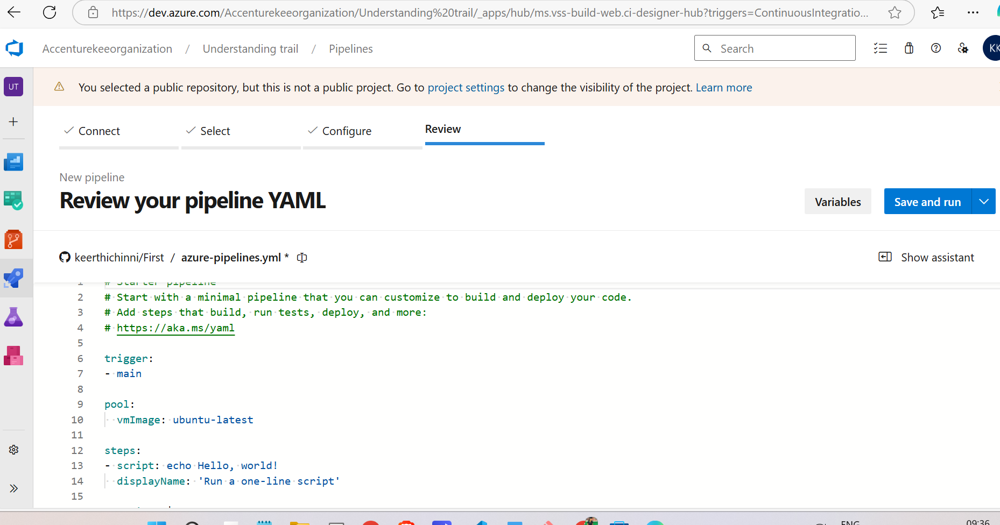 https://dev.azure.com/Accenturekeeorganization/Understanding%20trail/_apps/hub/ms.vss-build-web.ci-designer-hub?triggers=ContinuousIntegratio...
Accenturekeeorganization / Understanding trail / Pipelines
Search
KK
UT
You selected a public repository, but this is not a public project. Go to project settings to change the visibility of the project. Learn more
Connect
Select
Configure
Review
New pipeline
Review your pipeline YAML
Variables
Save and run
keerthichinni/First / azure-pipelines.yml *
Show assistant
1 # Starter pipeline
2 # Start with a minimal pipeline that you can customize to build and deploy your code.
3 # Add steps that build, run tests, deploy, and more:
4 # https://aka.ms/yaml
5
6 trigger:
7 - main
8
9 pool:
10 vmImage: ubuntu-latest
11
12 steps:
13 - script: echo Hello, world!
14 displayName: 'Run a one-line script'
15
ENG
09:36